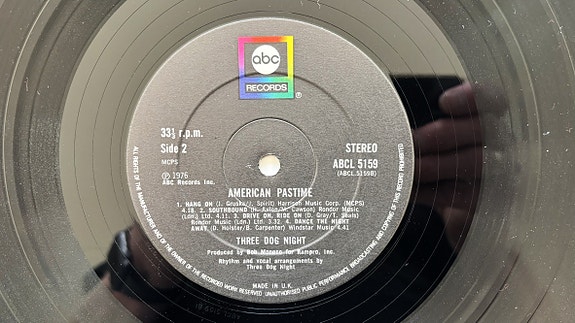 abc
RECORDS
®
33⅓ r.p.m.
Side 2
MCPS
STEREO
ABCL 5159
(ABCL.5159B)
℗ 1976
ABC Records Inc.
AMERICAN PASTIME
1. HANG ON (J. Gruska/J. Spirit) Harrison Music Corp. (MCPS)
4.18. 2. SOUTHBOUND (H. Axton/M. Dawson) Rondor Music
(Ldn.) Ltd. 4.11. 3. DRIVE ON, RIDE ON (D. Gray/T. Seals)
Rondor Music (Ldn.) Ltd. 3.32. 4. DANCE THE NIGHT
AWAY (D. Holster/B. Carpenter) Windstar Music 4.41
THREE DOG NIGHT
Produced by Bob Monaco for Rampro, Inc.
Rhythm and vocal arrangements by
Three Dog Night
MADE IN U.K.
ALL RIGHTS OF THE MANUFACTURER AND OF THE OWNER OF THE RECORDED WORK RESERVED UNAUTHORISED PUBLIC PERFORMANCE BROADCASTING AND COPYING OF THIS RECORD PROHIBITED